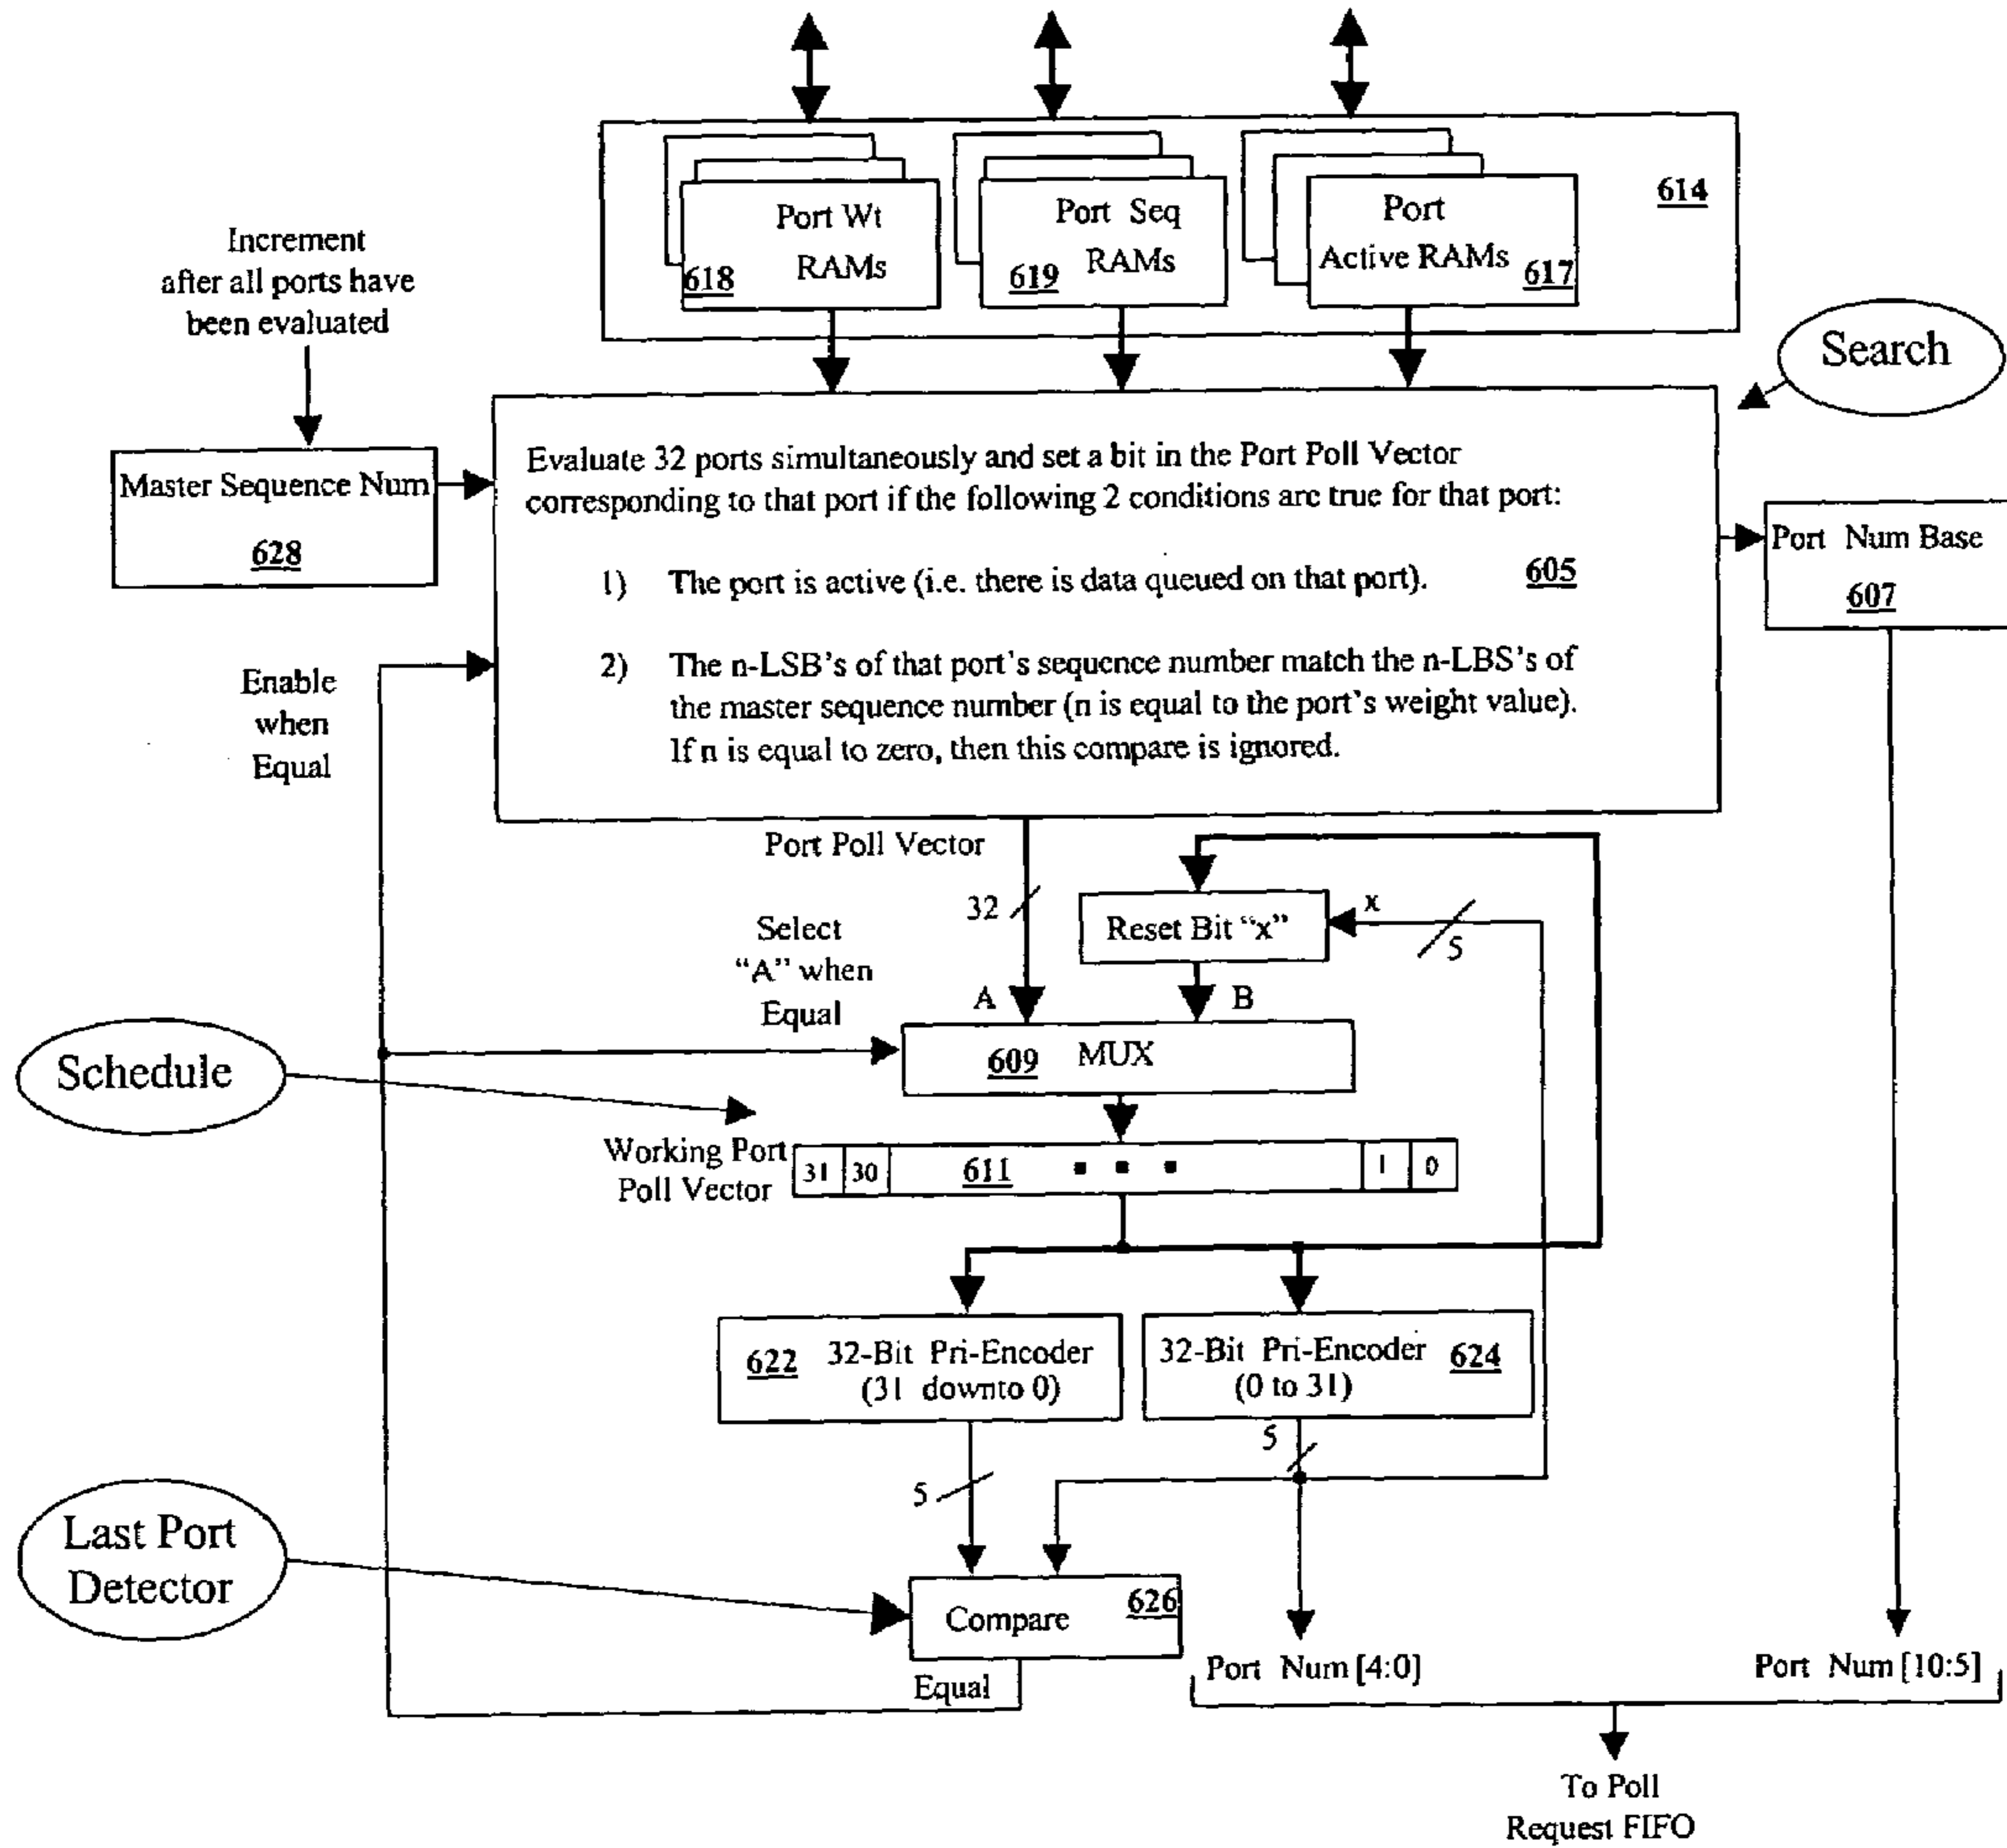 Port Wt
RAMs
618
Port Seq
RAMs
619
Port
Active RAMs
617
614
Increment
after all ports have
been evaluated
Search
Master Sequence Num
628
Evaluate 32 ports simultaneously and set a bit in the Port Poll Vector
corresponding to that port if the following 2 conditions are true for that port:
1) The port is active (i.e. there is data queued on that port).
605
2) The n-LSB's of that port's sequence number match the n-LBS's of
the master sequence number (n is equal to the port's weight value).
If n is equal to zero, then this compare is ignored.
Port Num Base
607
Enable
when
Equal
Port Poll Vector
32
Reset Bit “x”
x
5
Select
“A” when
Equal
A
B
609 MUX
Schedule
Working Port
Poll Vector
31 30 611 ▪ ▪ ▪ 1 0
622 32-Bit Pri-Encoder
(31 downto 0)
32-Bit Pri-Encoder 624
(0 to 31)
5
5
Last Port
Detector
Compare 626
Equal
Port Num [4:0]
Port Num [10:5]
To Poll
Request FIFO